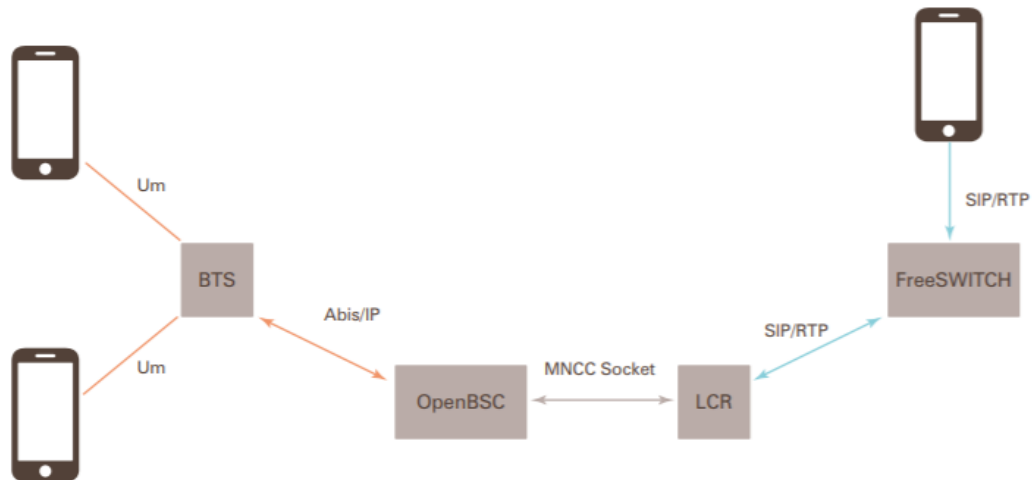 Um
SIP/RTP
BTS
FreeSWITCH
Abis/IP
SIP/RTP
Um
MNCC Socket
OpenBSC
LCR